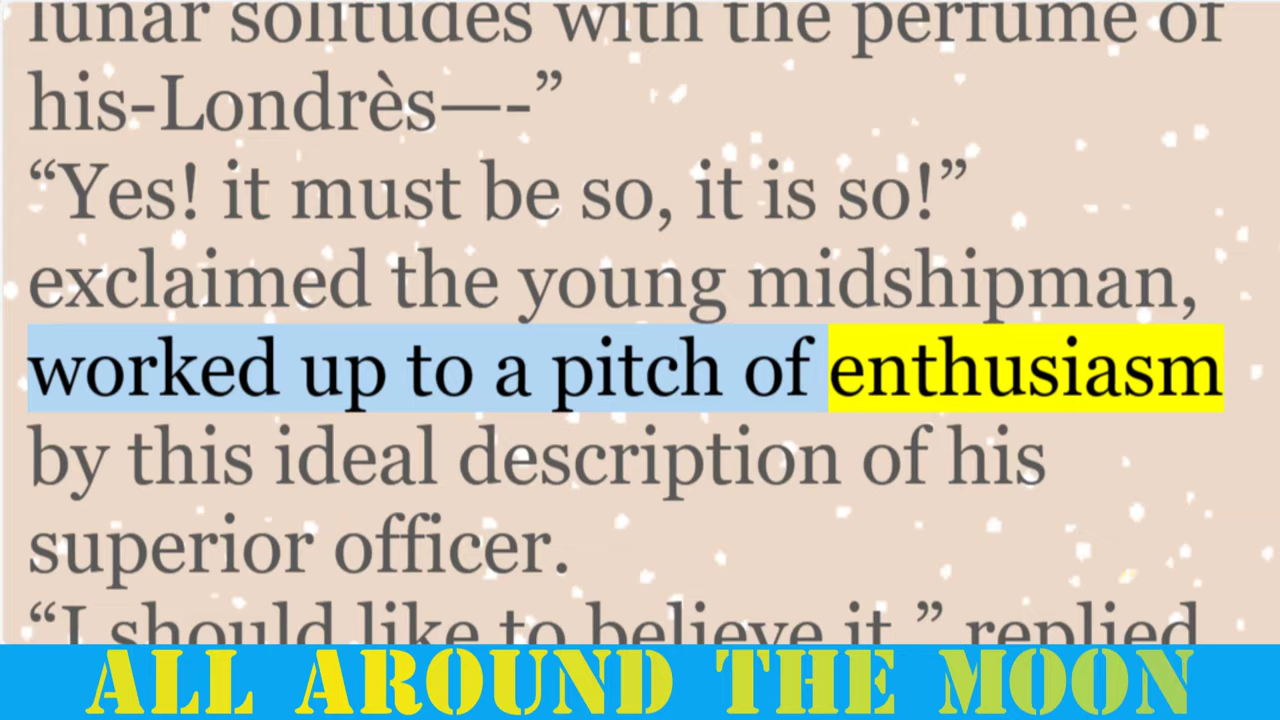 lunar solitudes with the perfume of
his-Londrès—-”
“Yes! it must be so, it is so!”
exclaimed the young midshipman,
worked up to a pitch of enthusiasm
by this ideal description of his
superior officer.
“I should like to believe it,” replied
ALL AROUND THE MOON